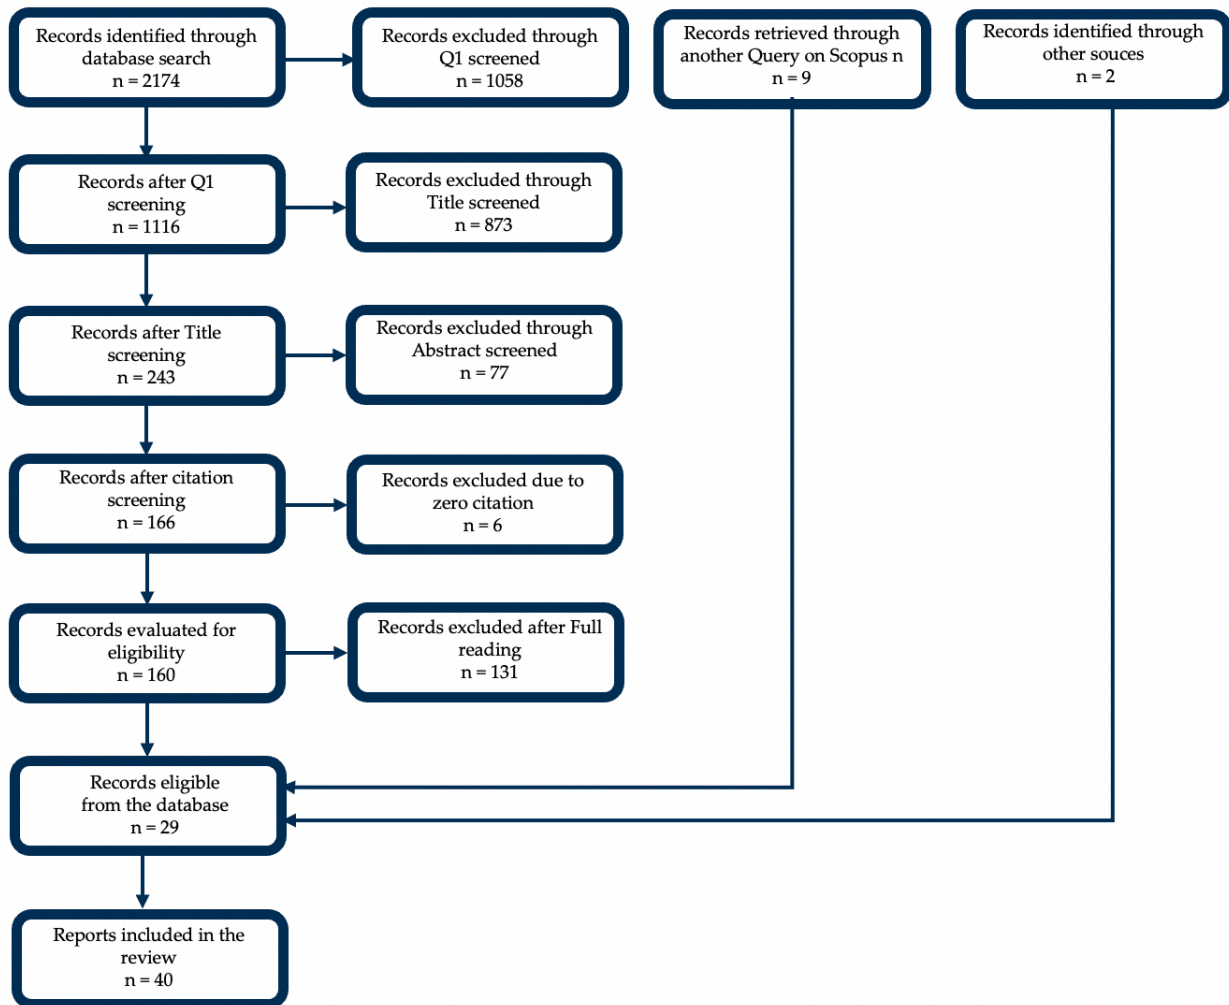 Records identified through
database search
n = 2174
Records excluded through
Q1 screened
n = 1058
Records retrieved through
another Query on Scopus n
n = 9
Records identified through
other souces
n = 2
Records after Q1
screening
n = 1116
Records excluded through
Title screened
n = 873
Records after Title
screening
n = 243
Records excluded through
Abstract screened
n = 77
Records after citation
screening
n = 166
Records excluded due to
zero citation
n = 6
Records evaluated for
eligibility
n = 160
Records excluded after Full
reading
n = 131
Records eligible
from the database
n = 29
Reports included in the
review
n = 40